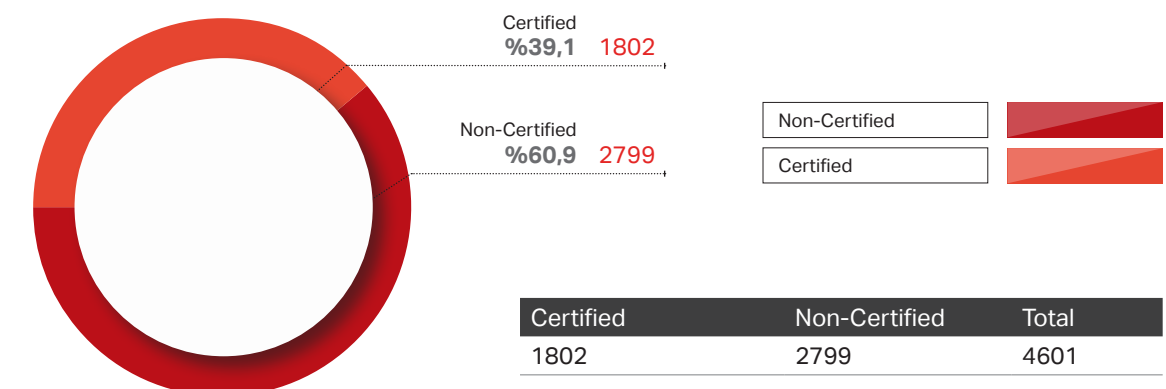 Certified
%39,1 1802
Non-Certified
%60,9 2799
Non-Certified
Certified
Certified Non-Certified Total
1802 2799 4601